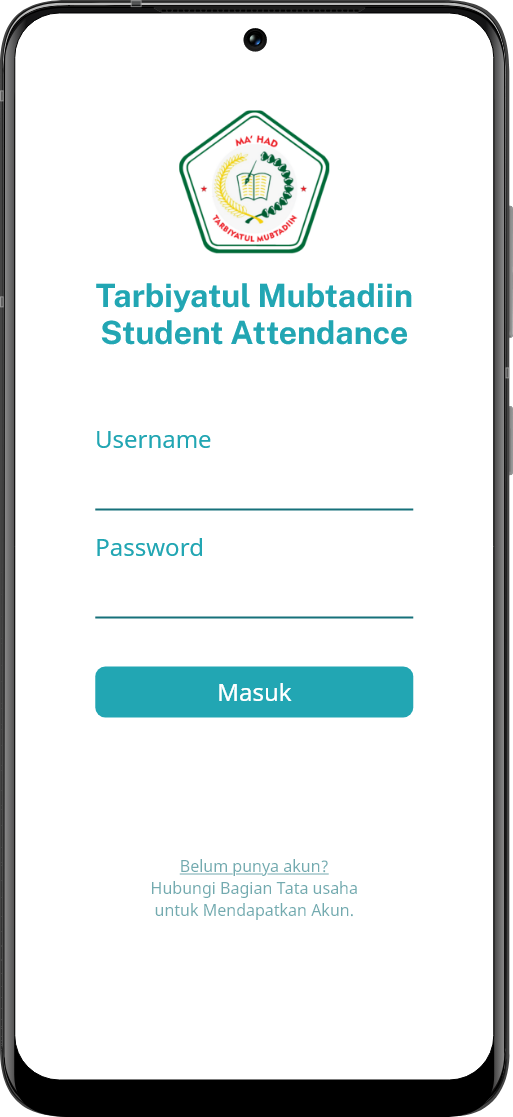 MA' HAD
TARBIYATUL MUBTADIIN
Tarbiyatul Mubtadiin
Student Attendance
Username
Password
Masuk
Belum punya akun?
Hubungi Bagian Tata usaha
untuk Mendapatkan Akun.